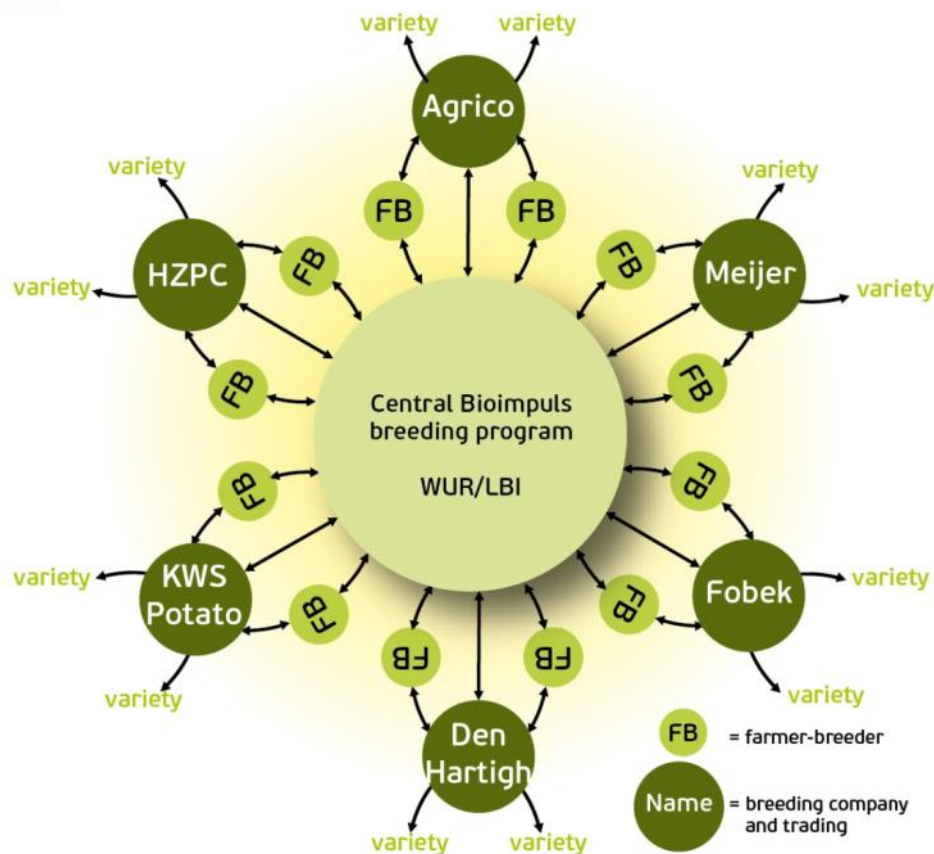 variety
variety
Agrico
variety
variety
FB
FB
HZPC
FB
FB
Meijer
variety
variety
FB
FB
Central Bioimpuls
breeding program
WUR/LBI
FB
FB
variety
KWS
Potato
Fobek
variety
FB
FB
FB
FB
variety
variety
Den
Hartigh
FB
= farmer-breeder
Name
= breeding company
and trading
variety
variety